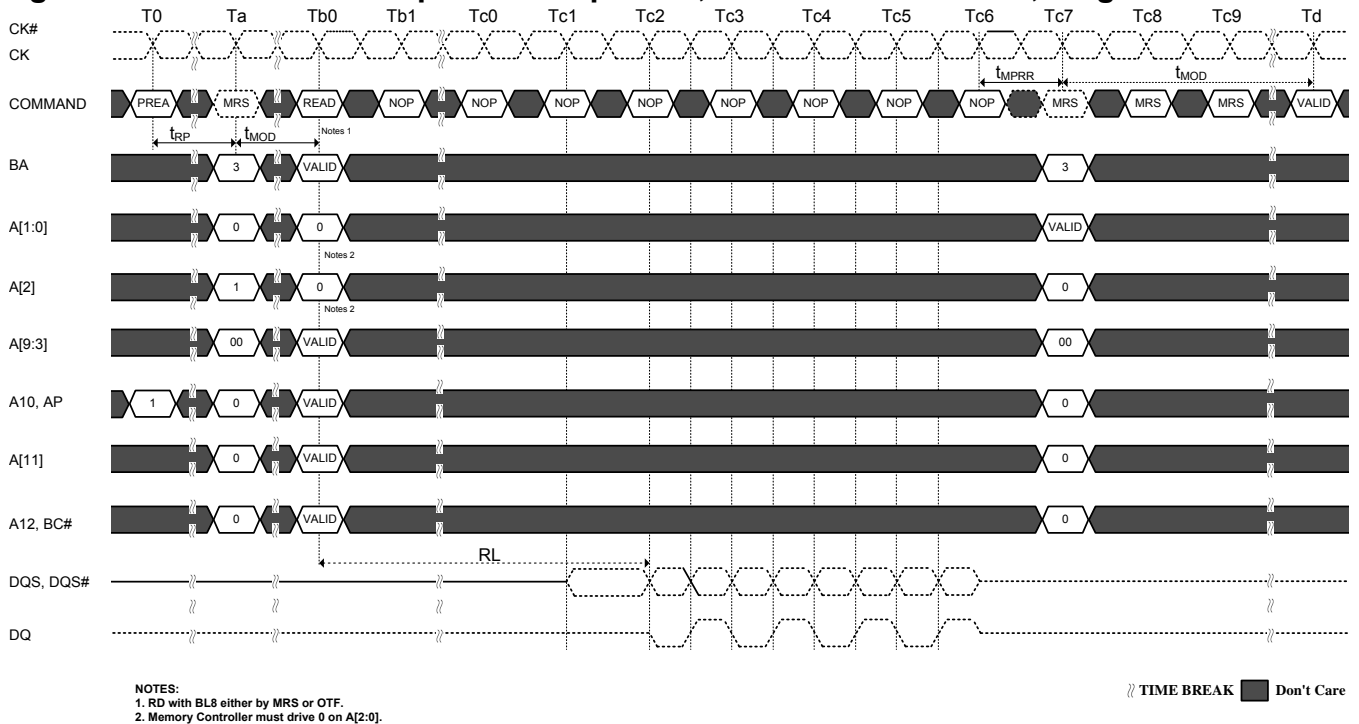 T0 Ta Tb0 Tb1 Tc0 Tc1 Tc2 Tc3 Tc4 Tc5 Tc6 Tc7 Tc8 Tc9 Td
CK#
CK
tMPRR tMOD
COMMAND PREA MRS READ NOP NOP NOP NOP NOP NOP NOP NOP MRS MRS MRS VALID
tRP tMOD Notes 1
BA 3 VALID 3
A[1:0] 0 0 VALID
Notes 2
A[2] 1 0 0
Notes 2
A[9:3] 00 VALID 00
A10, AP 1 0 VALID 0
A[11] 0 VALID 0
A12, BC# 0 VALID 0
RL
DQS, DQS#
DQ
NOTES:
1. RD with BL8 either by MRS or OTF.
2. Memory Controller must drive 0 on A[2:0].
TIME BREAK Don't Care